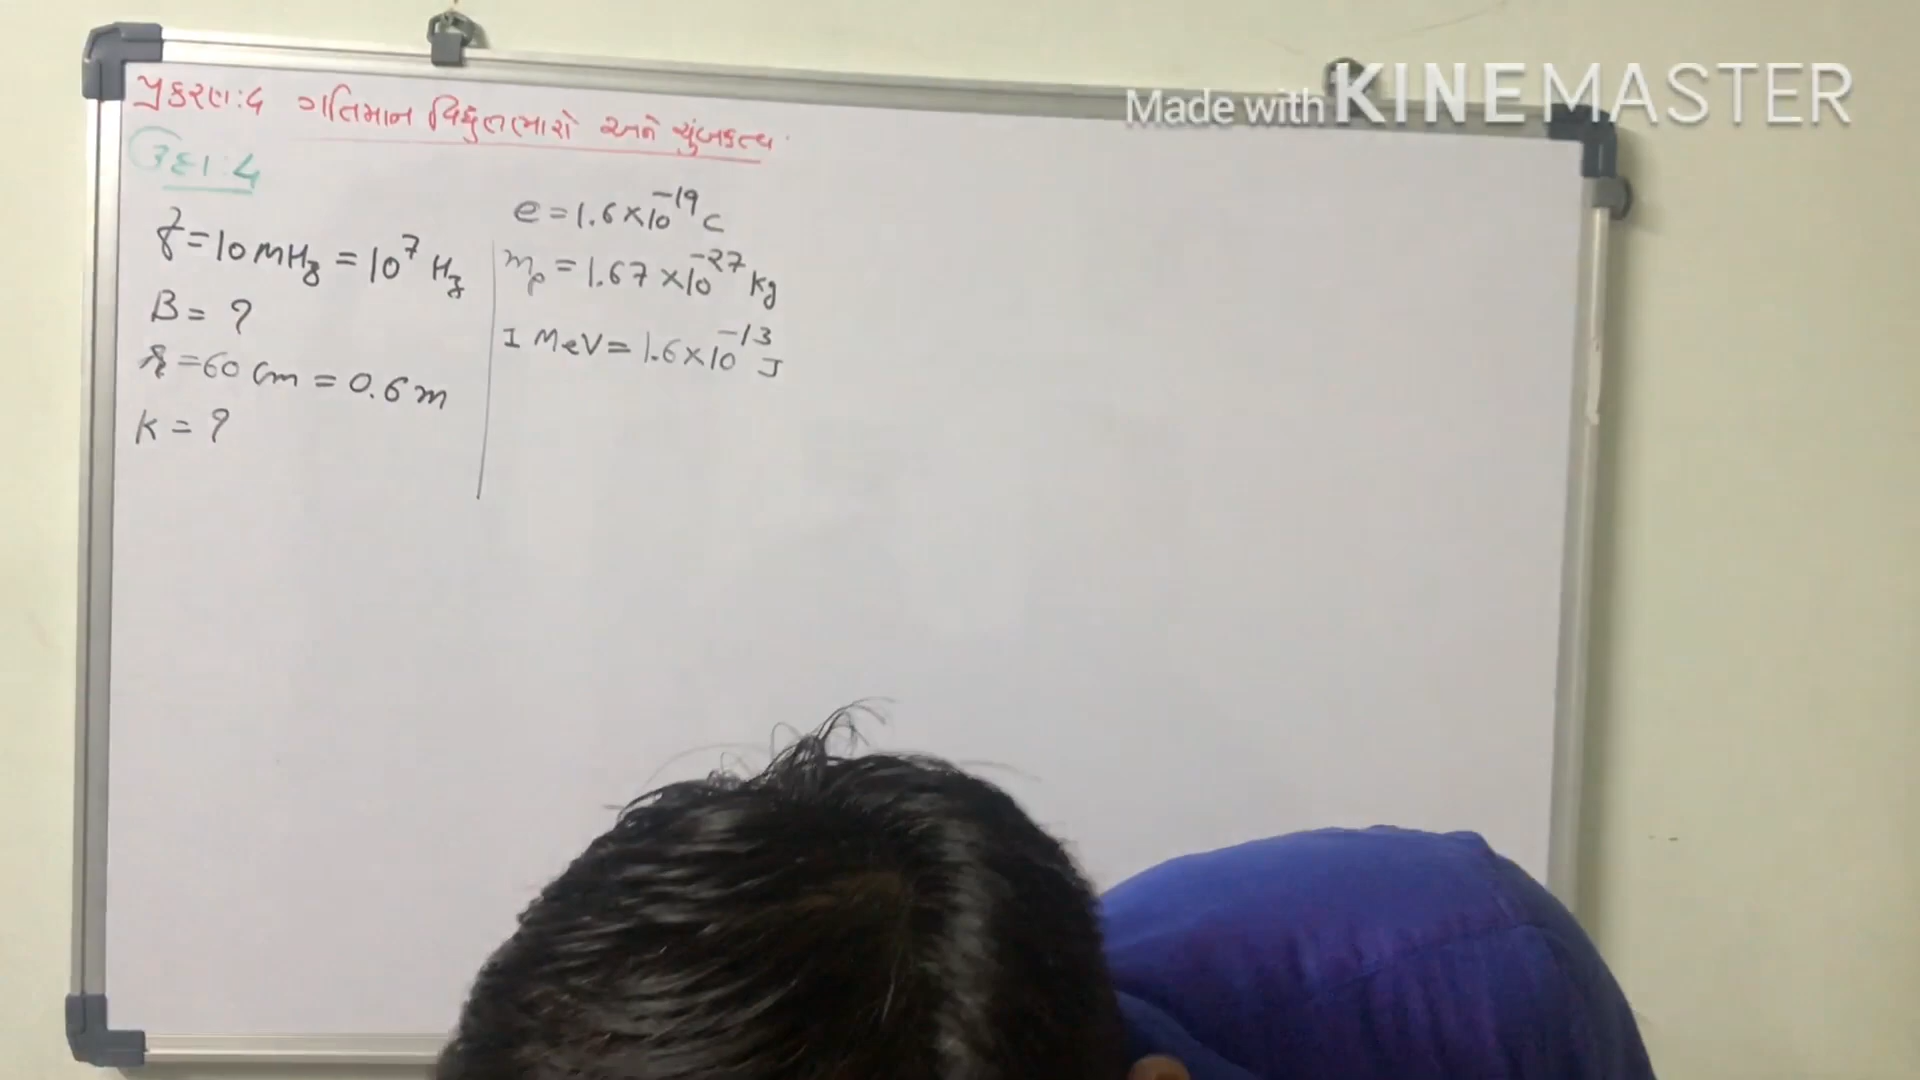 Made with KINEMASTER
પ્રકરણ:૪ ગતિમાન વિદ્યુતભારો અને ચુંબકત્વ
ઉદા:4
f = 10 MHz = 10⁷ Hz
B = ?
r = 60 cm = 0.6 m
K = ?
e = 1.6 × 10⁻¹⁹ C
mₚ = 1.67 × 10⁻²⁷ kg
1 MeV = 1.6 × 10⁻¹³ J